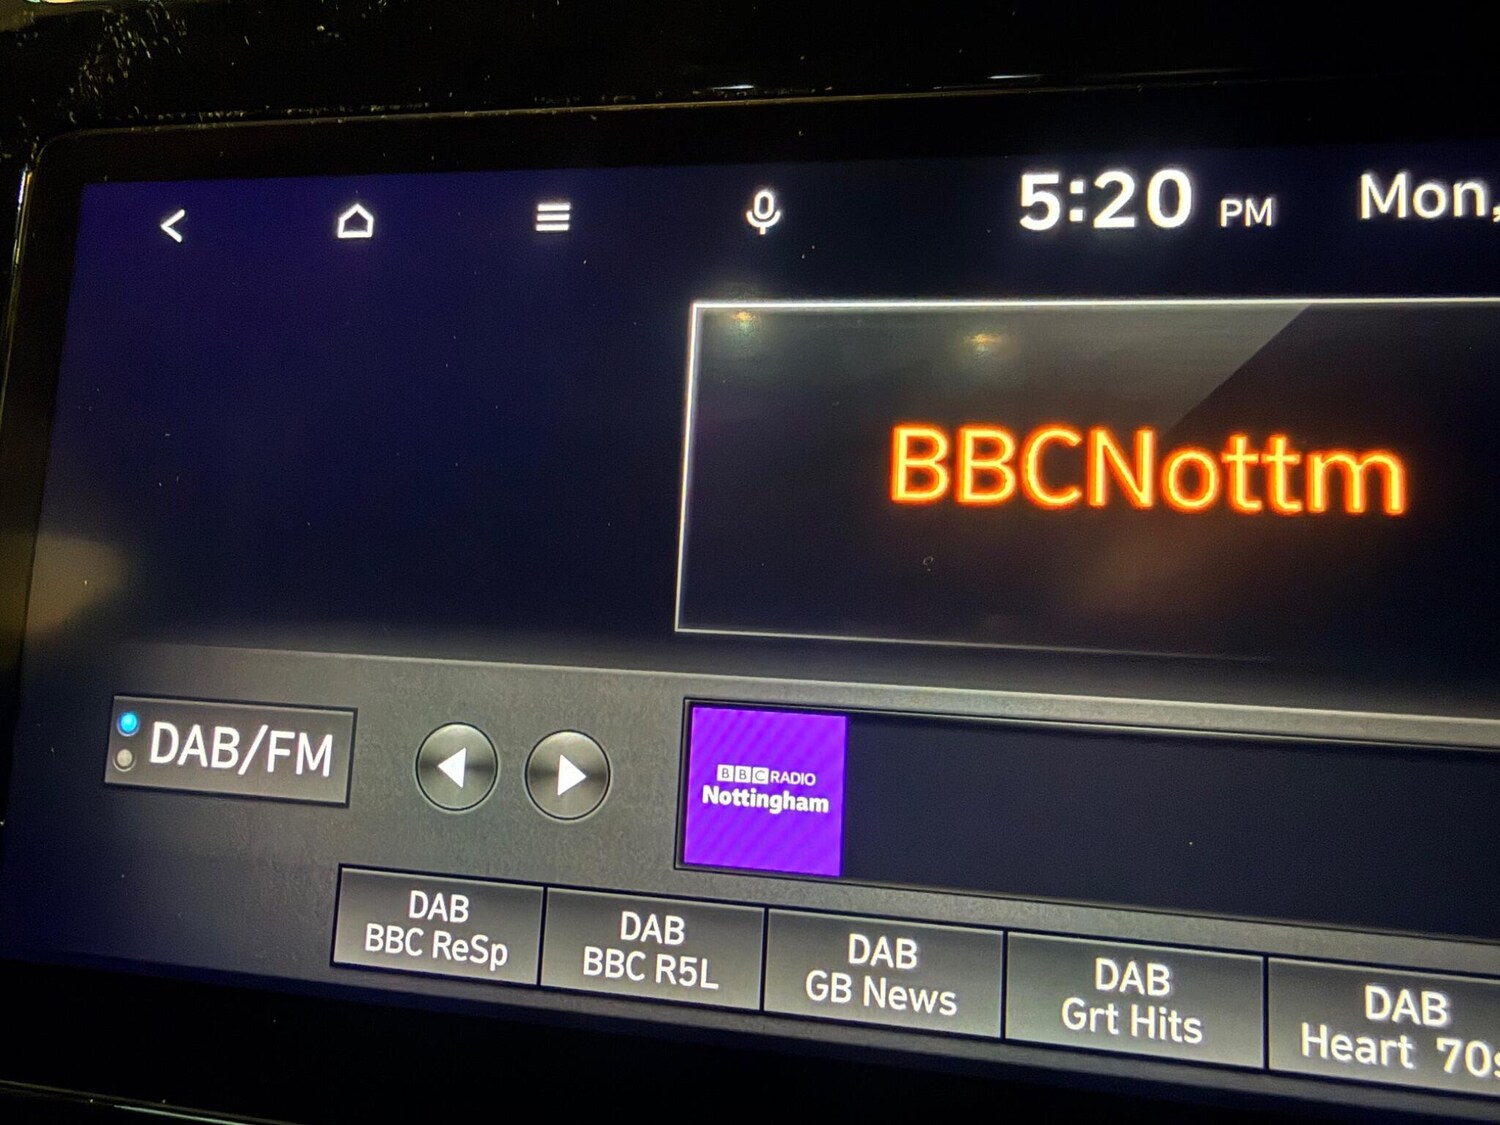 5:20 PM Mon,
BBCNottm
DAB/FM
BBC RADIO
Nottingham
DAB
BBC ReSp
DAB
BBC R5L
DAB
GB News
DAB
Grt Hits
DAB
Heart 70s